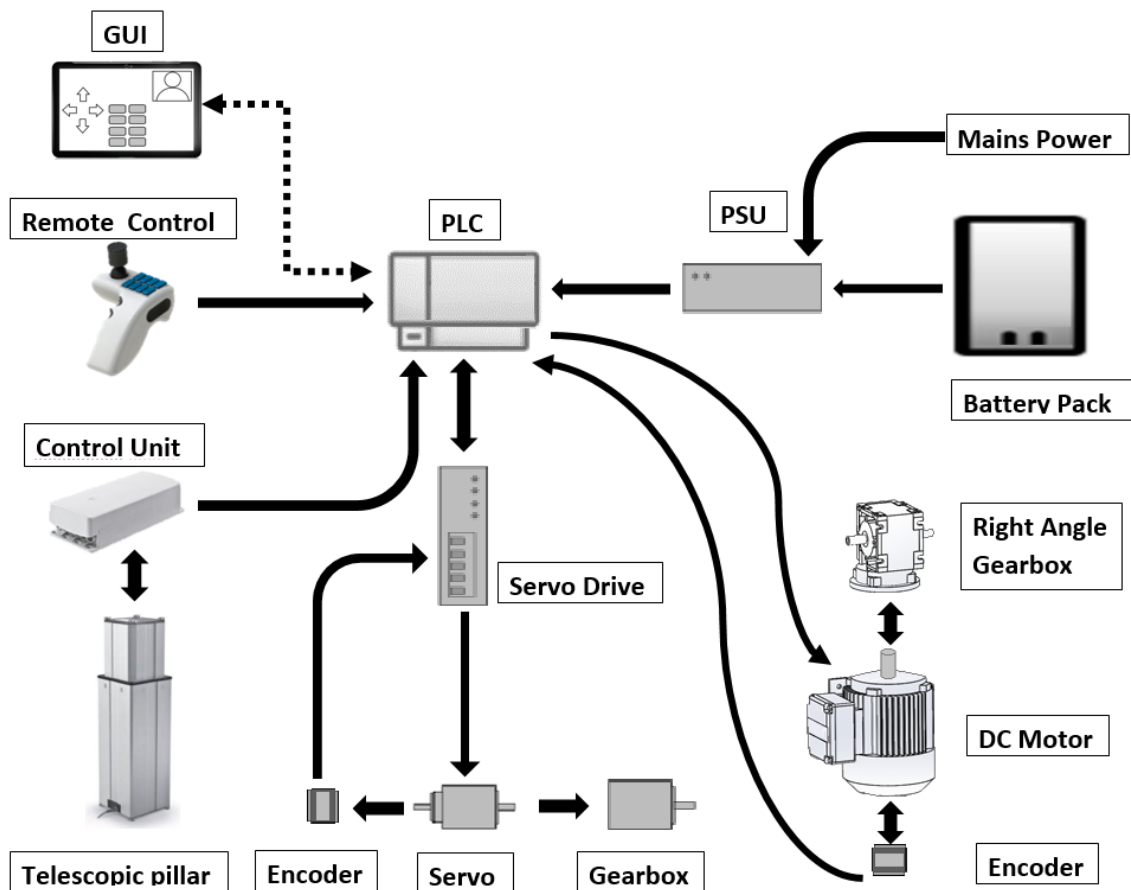 GUI
Mains Power
Remote Control
PLC
PSU
Battery Pack
Control Unit
Right Angle
Gearbox
Servo Drive
DC Motor
Telescopic pillar
Encoder
Servo
Gearbox
Encoder